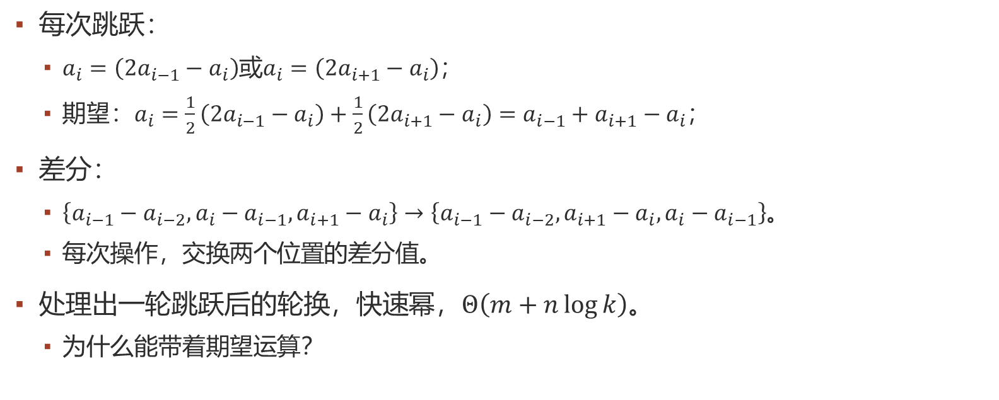 ▪ 每次跳跃：
▪ $a_i = (2a_{i-1} - a_i)$或$a_i = (2a_{i+1} - a_i)$；
▪ 期望：$a_i = \frac{1}{2}(2a_{i-1} - a_i) + \frac{1}{2}(2a_{i+1} - a_i) = a_{i-1} + a_{i+1} - a_i$；
▪ 差分：
▪ $\{a_{i-1} - a_{i-2}, a_i - a_{i-1}, a_{i+1} - a_i\} \rightarrow \{a_{i-1} - a_{i-2}, a_{i+1} - a_i, a_i - a_{i-1}\}$。
▪ 每次操作，交换两个位置的差分值。
▪ 处理出一轮跳跃后的轮换，快速幂，$\Theta(m + n \log k)$。
▪ 为什么能带着期望运算？